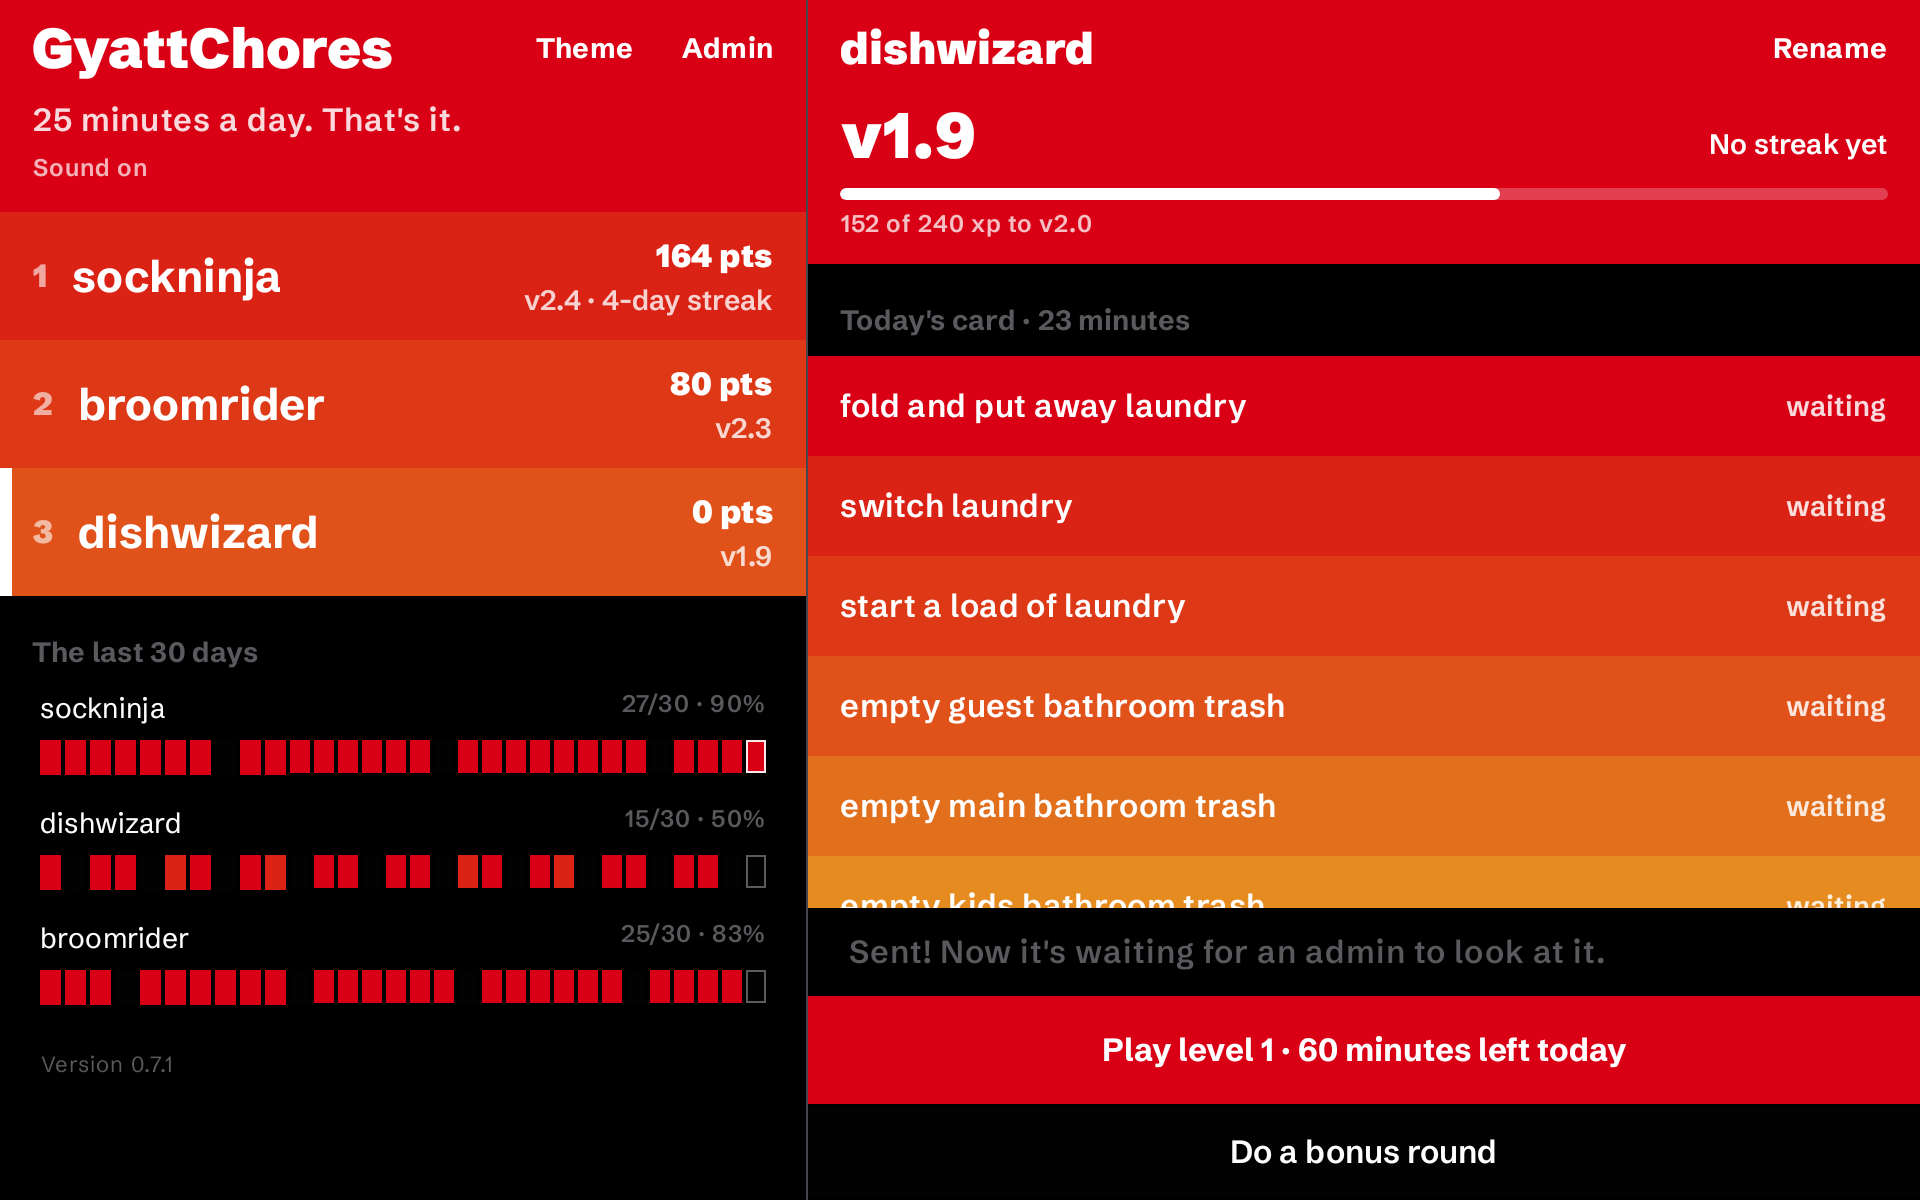 GyattChores
Theme
Admin
25 minutes a day. That's it.
Sound on
1 sockninja
164 pts
v2.4 · 4-day streak
2 broomrider
80 pts
v2.3
3 dishwizard
0 pts
v1.9
The last 30 days
sockninja
27/30 · 90%
dishwizard
15/30 · 50%
broomrider
25/30 · 83%
Version 0.7.1
dishwizard
Rename
v1.9
No streak yet
152 of 240 xp to v2.0
Today's card · 23 minutes
fold and put away laundry
waiting
switch laundry
waiting
start a load of laundry
waiting
empty guest bathroom trash
waiting
empty main bathroom trash
waiting
empty kids bathroom trash
waiting
Sent! Now it's waiting for an admin to look at it.
Play level 1 · 60 minutes left today
Do a bonus round